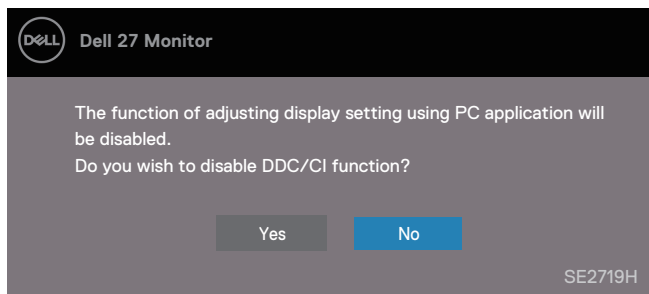 DELL
Dell 27 Monitor
The function of adjusting display setting using PC application will
be disabled.
Do you wish to disable DDC/CI function?
Yes
No
SE2719H